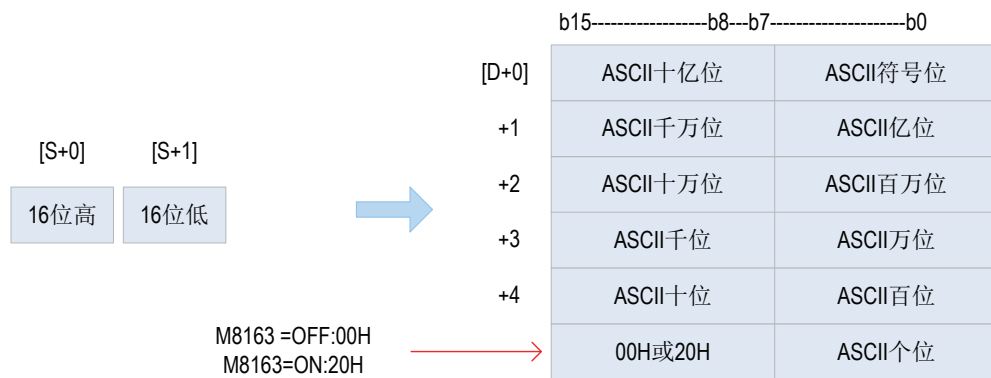 b15---------------------b8---b7---------------------b0
[D+0] ASCII十亿位 ASCII符号位
+1 ASCII千万位 ASCII亿位
[S+0] [S+1]
+2 ASCII十万位 ASCII百万位
16位高 16位低
+3 ASCII千位 ASCII万位
+4 ASCII十位 ASCII百位
M8163 =OFF:00H
00H或20H ASCII个位
M8163=ON:20H